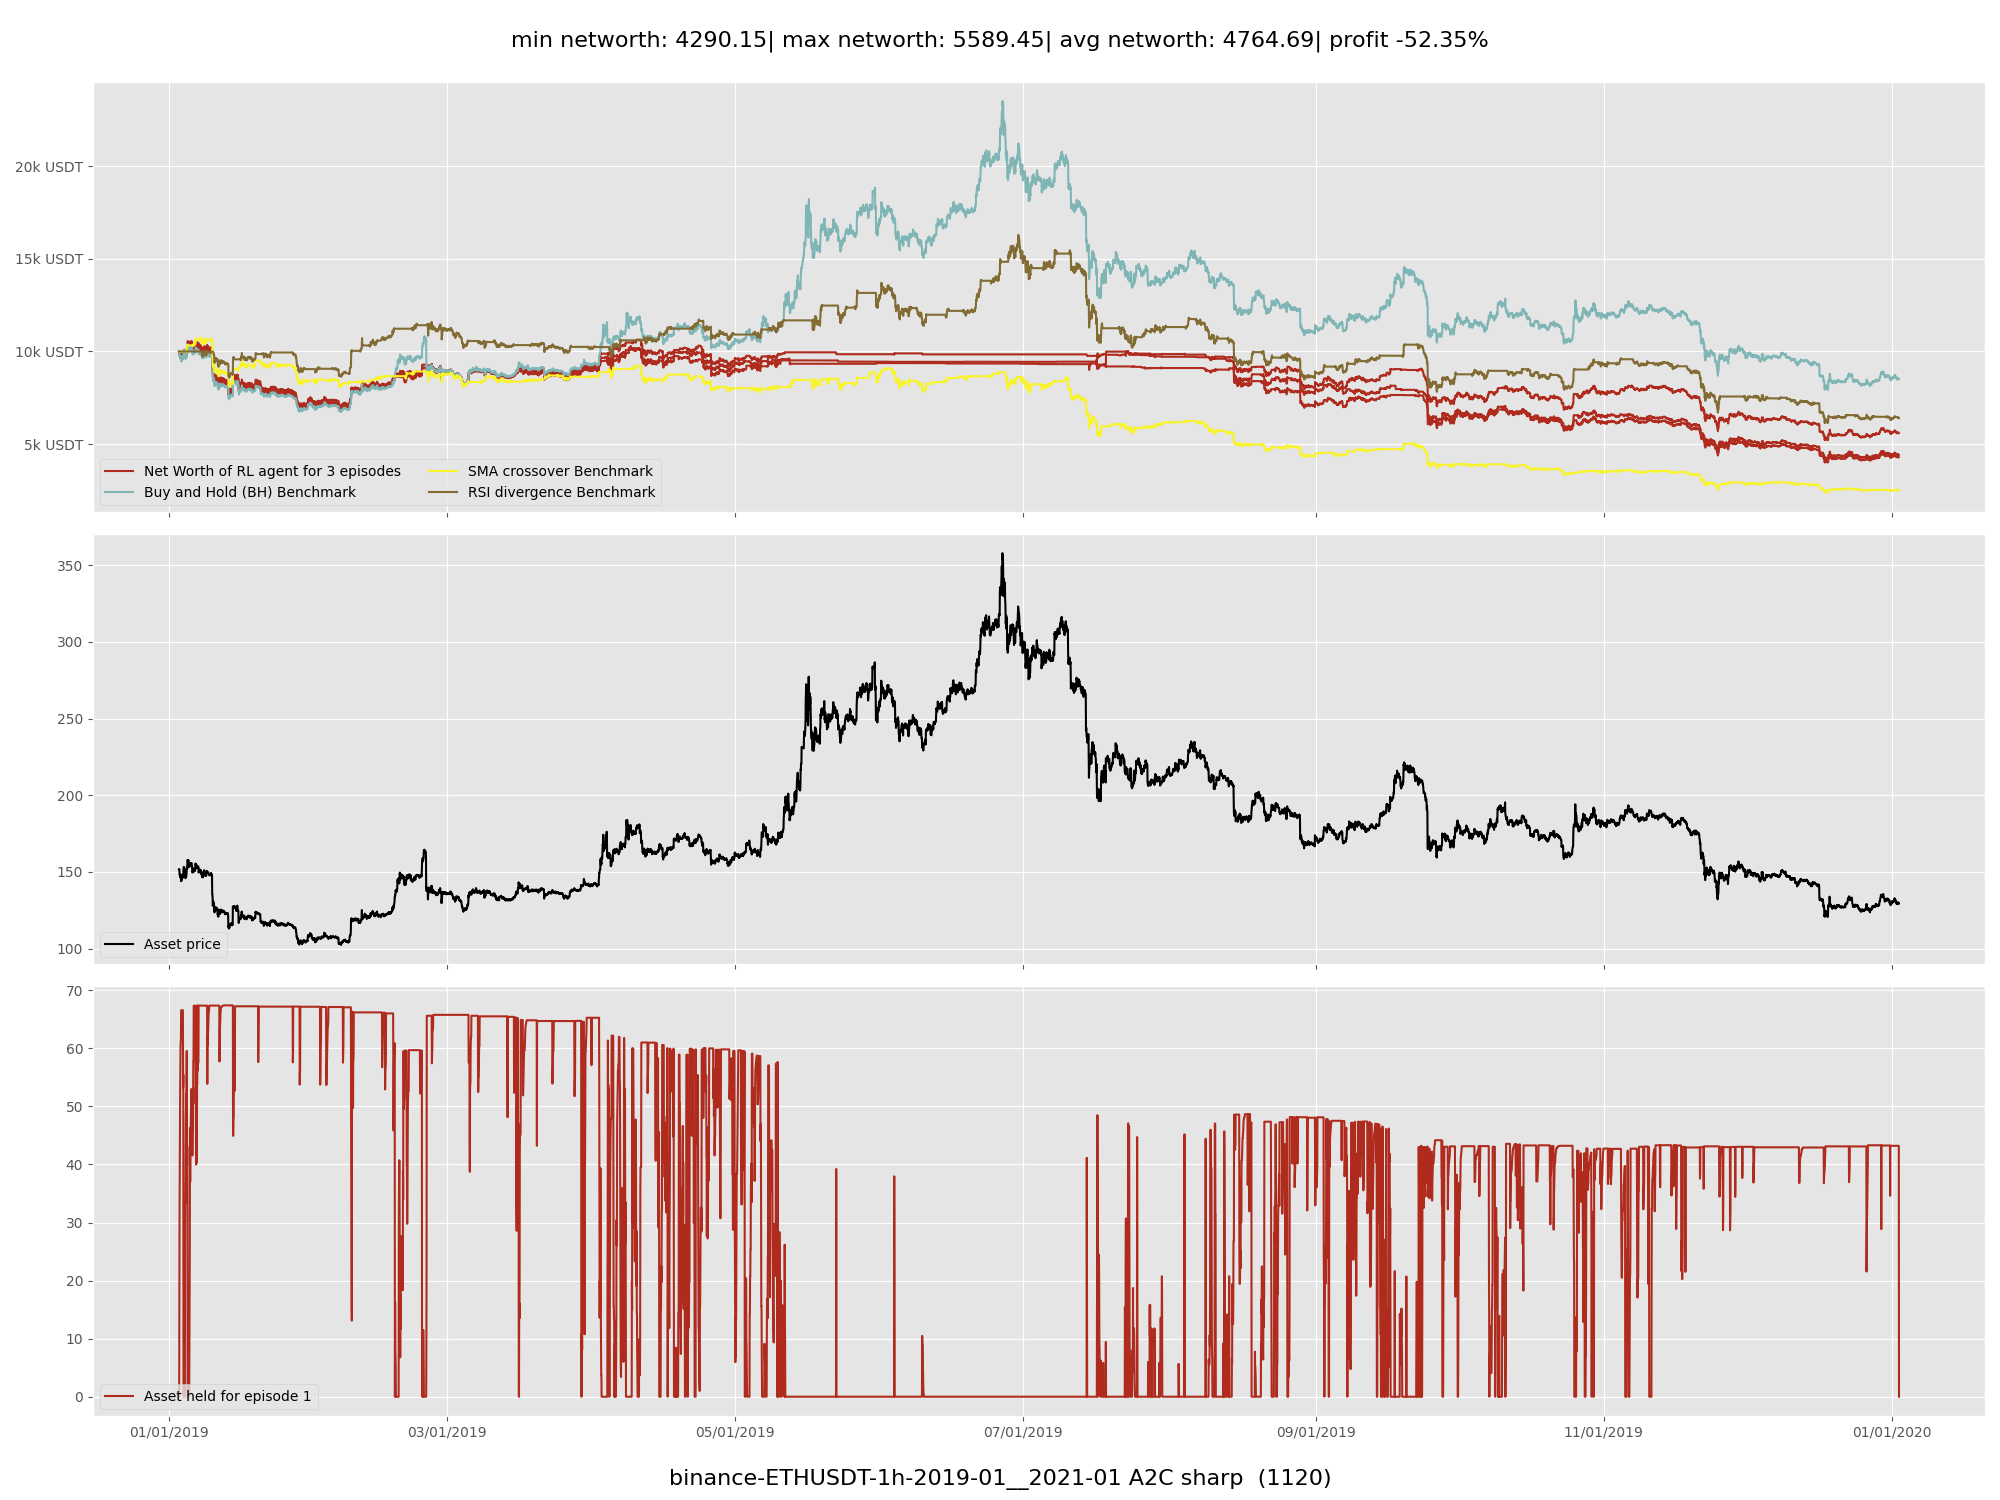 min networth: 4290.15| max networth: 5589.45| avg networth: 4764.69| profit -52.35%
20k USDT
15k USDT
10k USDT
5k USDT
Net Worth of RL agent for 3 episodes
Buy and Hold (BH) Benchmark
SMA crossover Benchmark
RSI divergence Benchmark
350
300
250
200
150
100
Asset price
70
60
50
40
30
20
10
0
Asset held for episode 1
01/01/2019 03/01/2019 05/01/2019 07/01/2019 09/01/2019 11/01/2019 01/01/2020
binance-ETHUSDT-1h-2019-01__2021-01 A2C sharp  (1120)